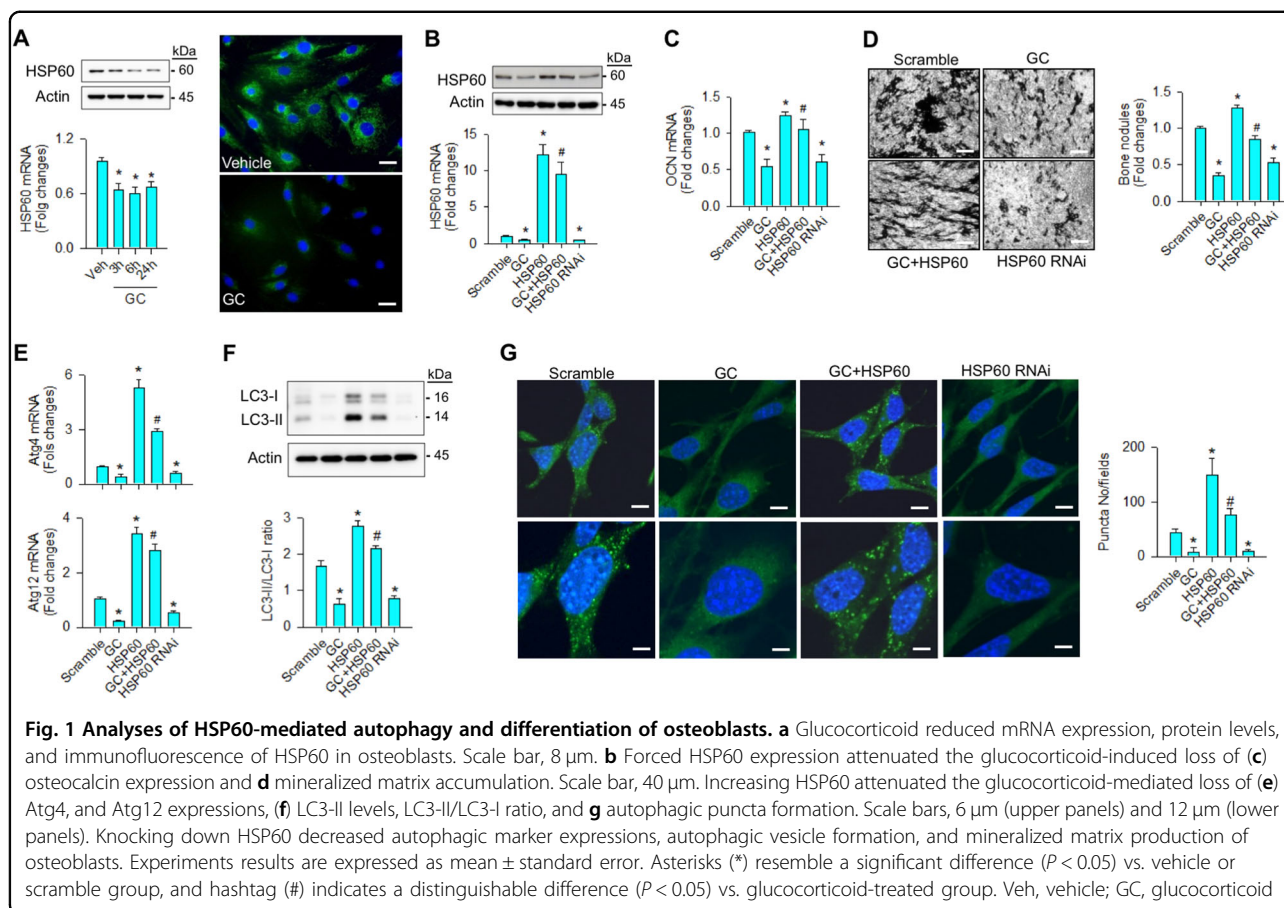 A
kDa
HSP60
60
Actin
45
HSP60 mRNA
(Folg changes)
1.2
0.9
0.6
0.3
0.0
*
*
*
Veh
3h
6h
24h
GC
Vehicle
GC
B
kDa
HSP60
60
Actin
45
HSP60 mRNA
(Fold changes)
16
12
8
4
0
*
*
#
*
Scramble
GC
HSP60
GC+HSP60
HSP60 RNAi
C
OCN mRNA
(Fold changes)
1.5
1.0
0.5
0.0
*
*
#
*
Scramble
GC
HSP60
GC+HSP60
HSP60 RNAi
D
Scramble
GC
GC+HSP60
HSP60 RNAi
Bone nodules
(Fold changes)
1.5
1.0
0.5
0.0
*
*
#
*
Scramble
GC
HSP60
GC+HSP60
HSP60 RNAi
E
Atg4 mRNA
(Fols changes)
6
3
0
*
*
#
*
Atg12 mRNA
(Fold changes)
4
2
0
*
*
#
*
Scramble
GC
HSP60
GC+HSP60
HSP60 RNAi
F
kDa
LC3-I
16
LC3-II
14
Actin
45
LC3-II/LC3-I ratio
3
2
1
0
*
*
#
*
Scramble
GC
HSP60
GC+HSP60
HSP60 RNAi
G
Scramble
GC
GC+HSP60
HSP60 RNAi
Puncta No/fields
200
100
0
*
*
#
*
Scramble
GC
HSP60
GC+HSP60
HSP60 RNAi
Fig. 1 Analyses of HSP60-mediated autophagy and differentiation of osteoblasts. a Glucocorticoid reduced mRNA expression, protein levels,
and immunofluorescence of HSP60 in osteoblasts. Scale bar, 8 μm. b Forced HSP60 expression attenuated the glucocorticoid-induced loss of (c)
osteocalcin expression and d mineralized matrix accumulation. Scale bar, 40 μm. Increasing HSP60 attenuated the glucocorticoid-mediated loss of (e)
Atg4, and Atg12 expressions, (f) LC3-II levels, LC3-II/LC3-I ratio, and g autophagic puncta formation. Scale bars, 6 μm (upper panels) and 12 μm (lower
panels). Knocking down HSP60 decreased autophagic marker expressions, autophagic vesicle formation, and mineralized matrix production of
osteoblasts. Experiments results are expressed as mean ± standard error. Asterisks (*) resemble a significant difference (P < 0.05) vs. vehicle or
scramble group, and hashtag (#) indicates a distinguishable difference (P < 0.05) vs. glucocorticoid-treated group. Veh, vehicle; GC, glucocorticoid